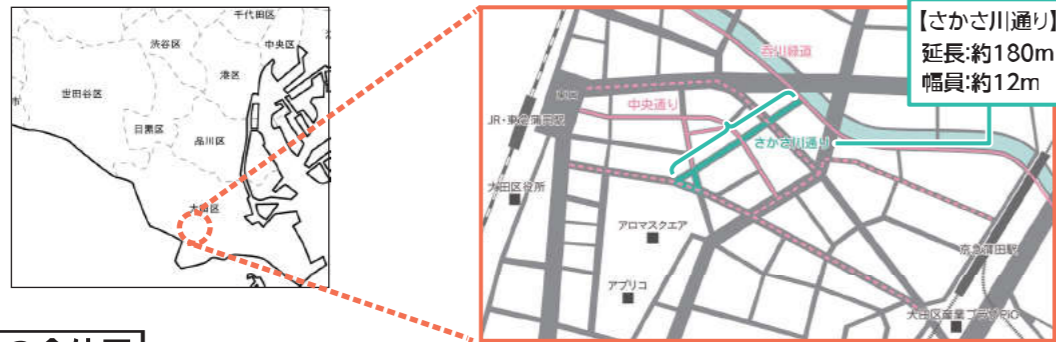 千代田区
渋谷区
中央区
港区
世田谷区
目黒区
品川区
大田区
市
【さかさ川通り】
延長:約180m
幅員:約12m
呑川緑道
東口
中央通り
JR・東急蒲田駅
さかさ川通り
大田区役所
アロマスクエア
京急蒲田駅
アプリコ
大田区産業プラザPiO